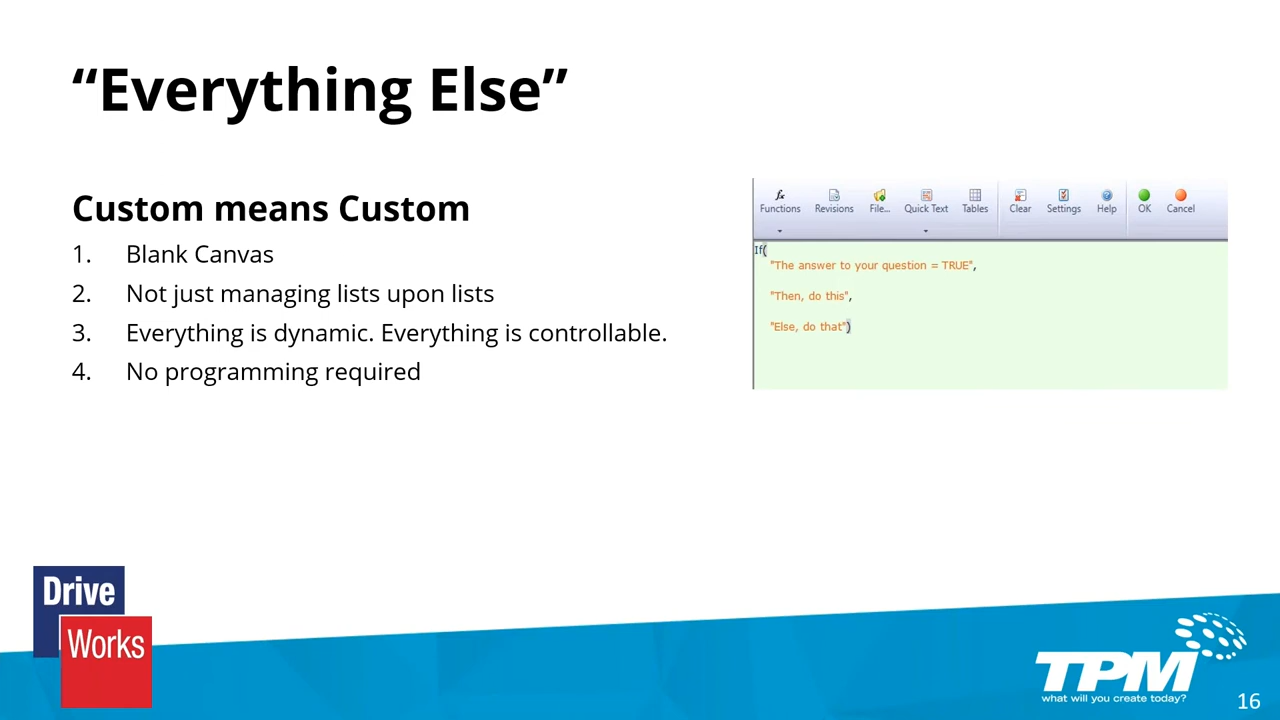 “Everything Else”
Custom means Custom
1. Blank Canvas
2. Not just managing lists upon lists
3. Everything is dynamic. Everything is controllable.
4. No programming required
fx
Functions Revisions File... Quick Text Tables Clear Settings Help OK Cancel
If(
"The answer to your question = TRUE",
"Then, do this",
"Else, do that")
Drive
Works
TPM
what will you create today?
16